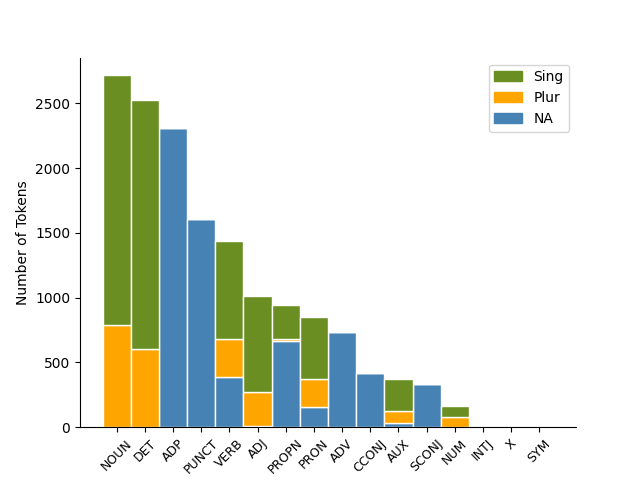 Sing
Plur
NA
Number of Tokens
2500
2000
1500
1000
500
0
NOUN
DET
ADP
PUNCT
VERB
ADJ
PROPN
PRON
ADV
CCONJ
AUX
SCONJ
NUM
INTJ
X
SYM